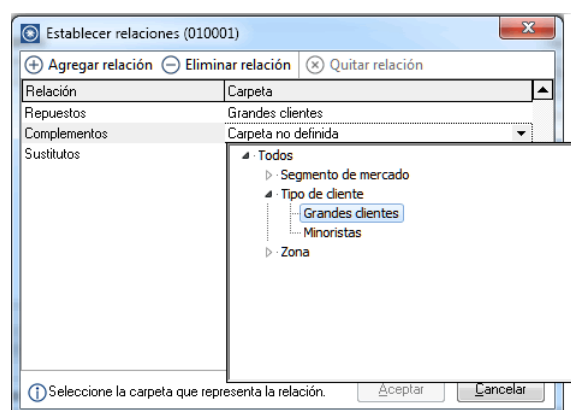 Establecer relaciones (010001)
Agregar relación Eliminar relación Quitar relación
Relación Carpeta
Repuestos Grandes clientes
Complementos Carpeta no definida
Sustitutos
Todos
Segmento de mercado
Tipo de cliente
Grandes clientes
Minoristas
Zona
Seleccione la carpeta que representa la relación. Aceptar Cancelar